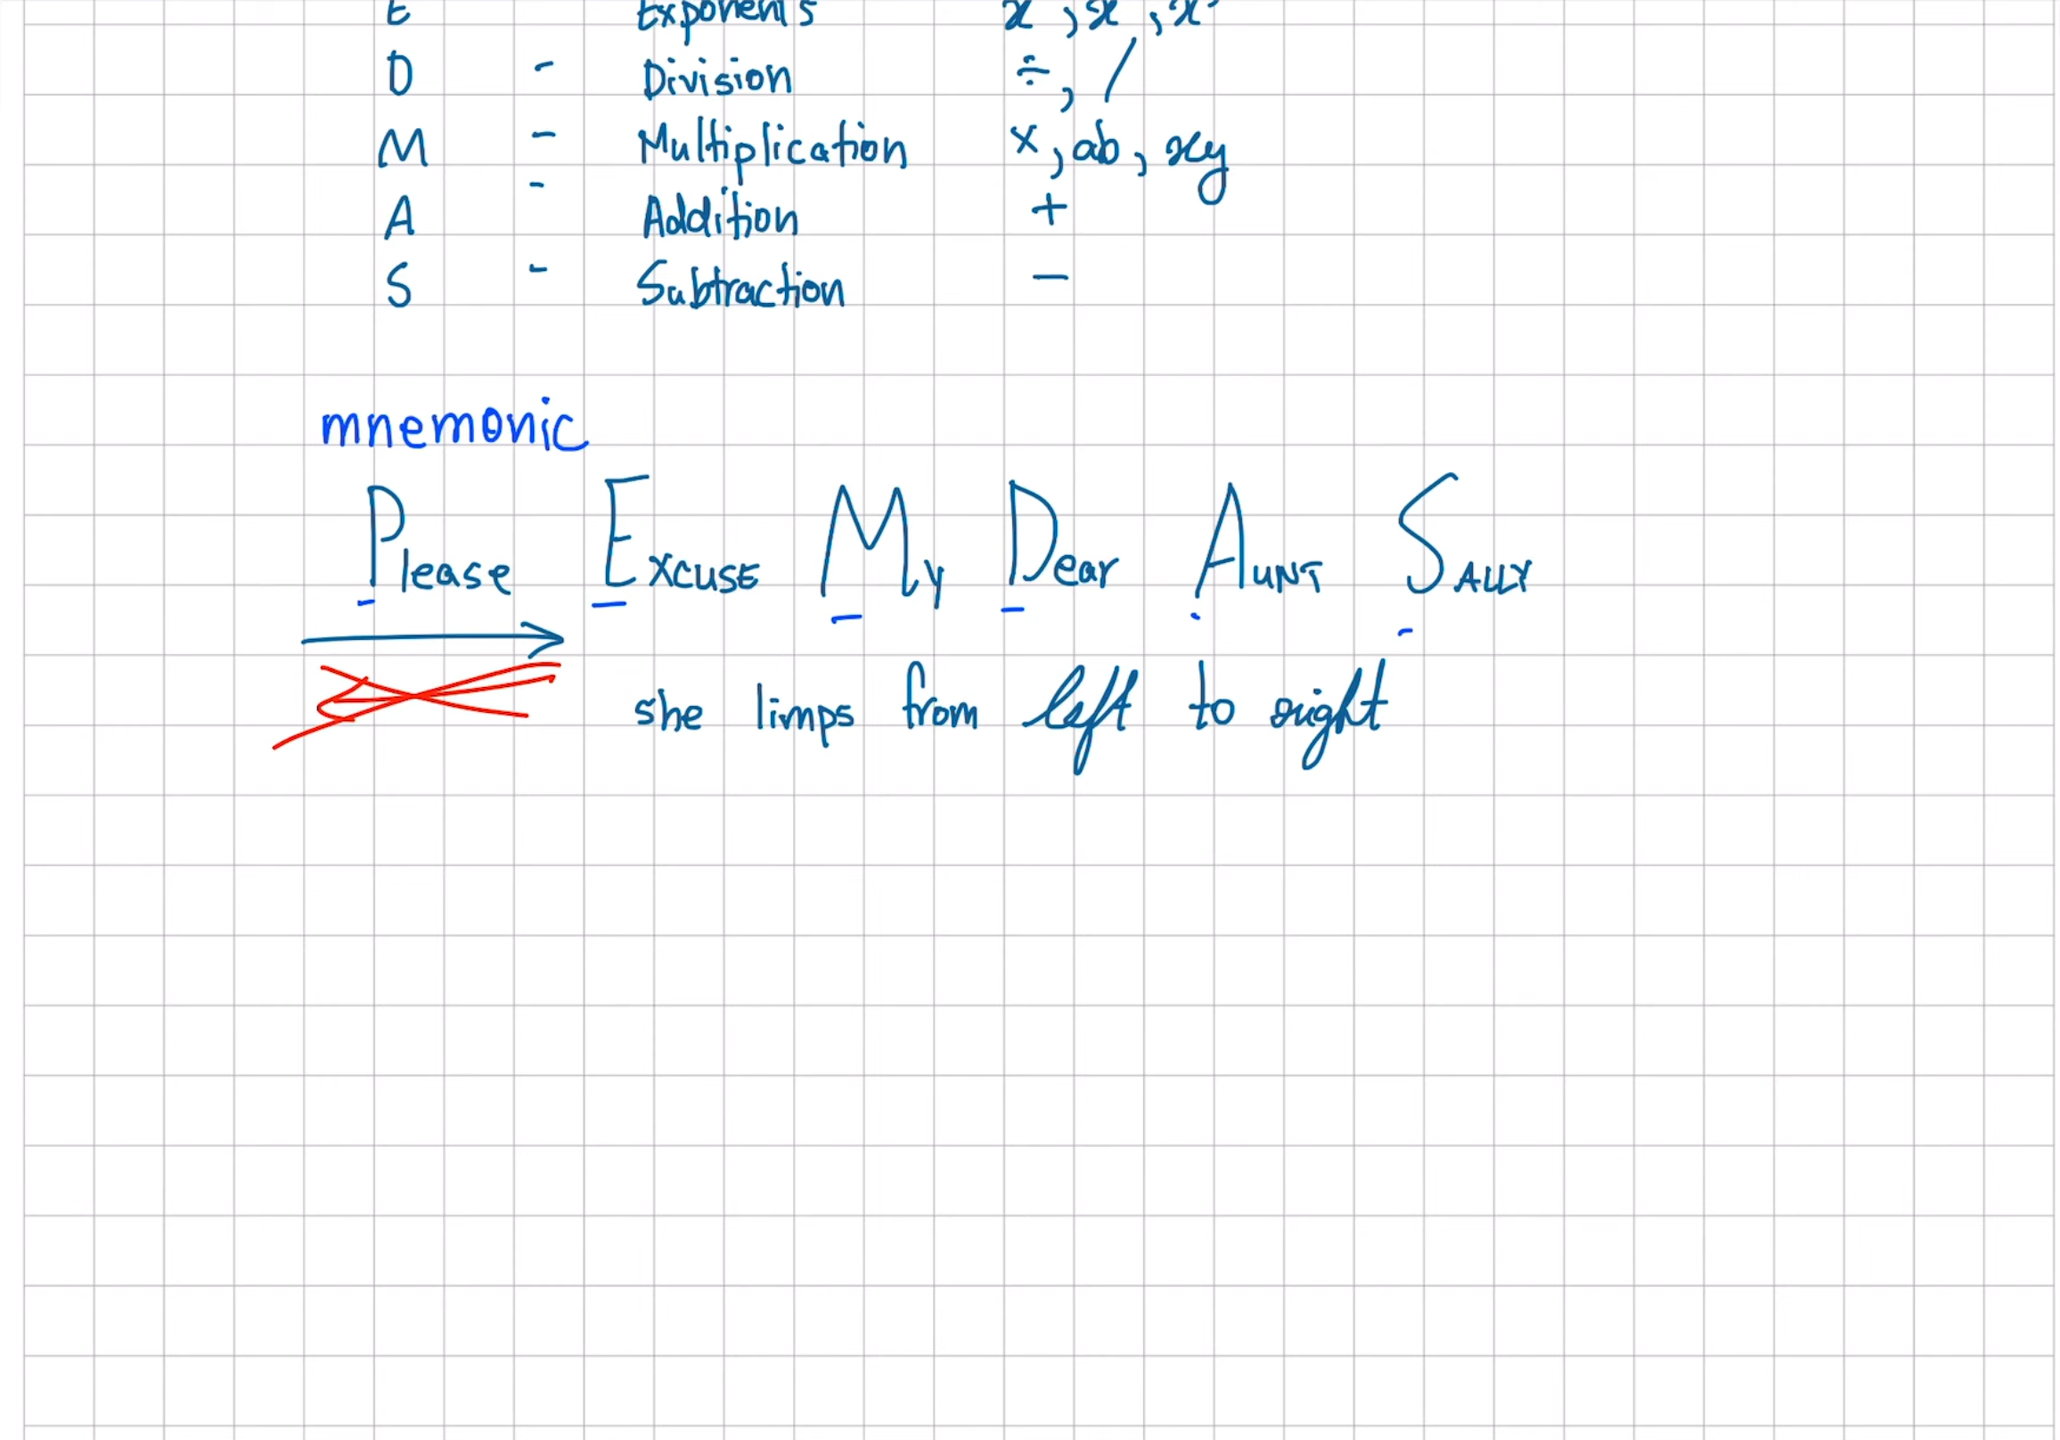 E Exponents
D - Division ÷, /
M - Multiplication ×, ab, xy
A - Addition +
S - Subtraction −
mnemonic
Please Excuse My Dear Aunt Sally
she limps from left to right